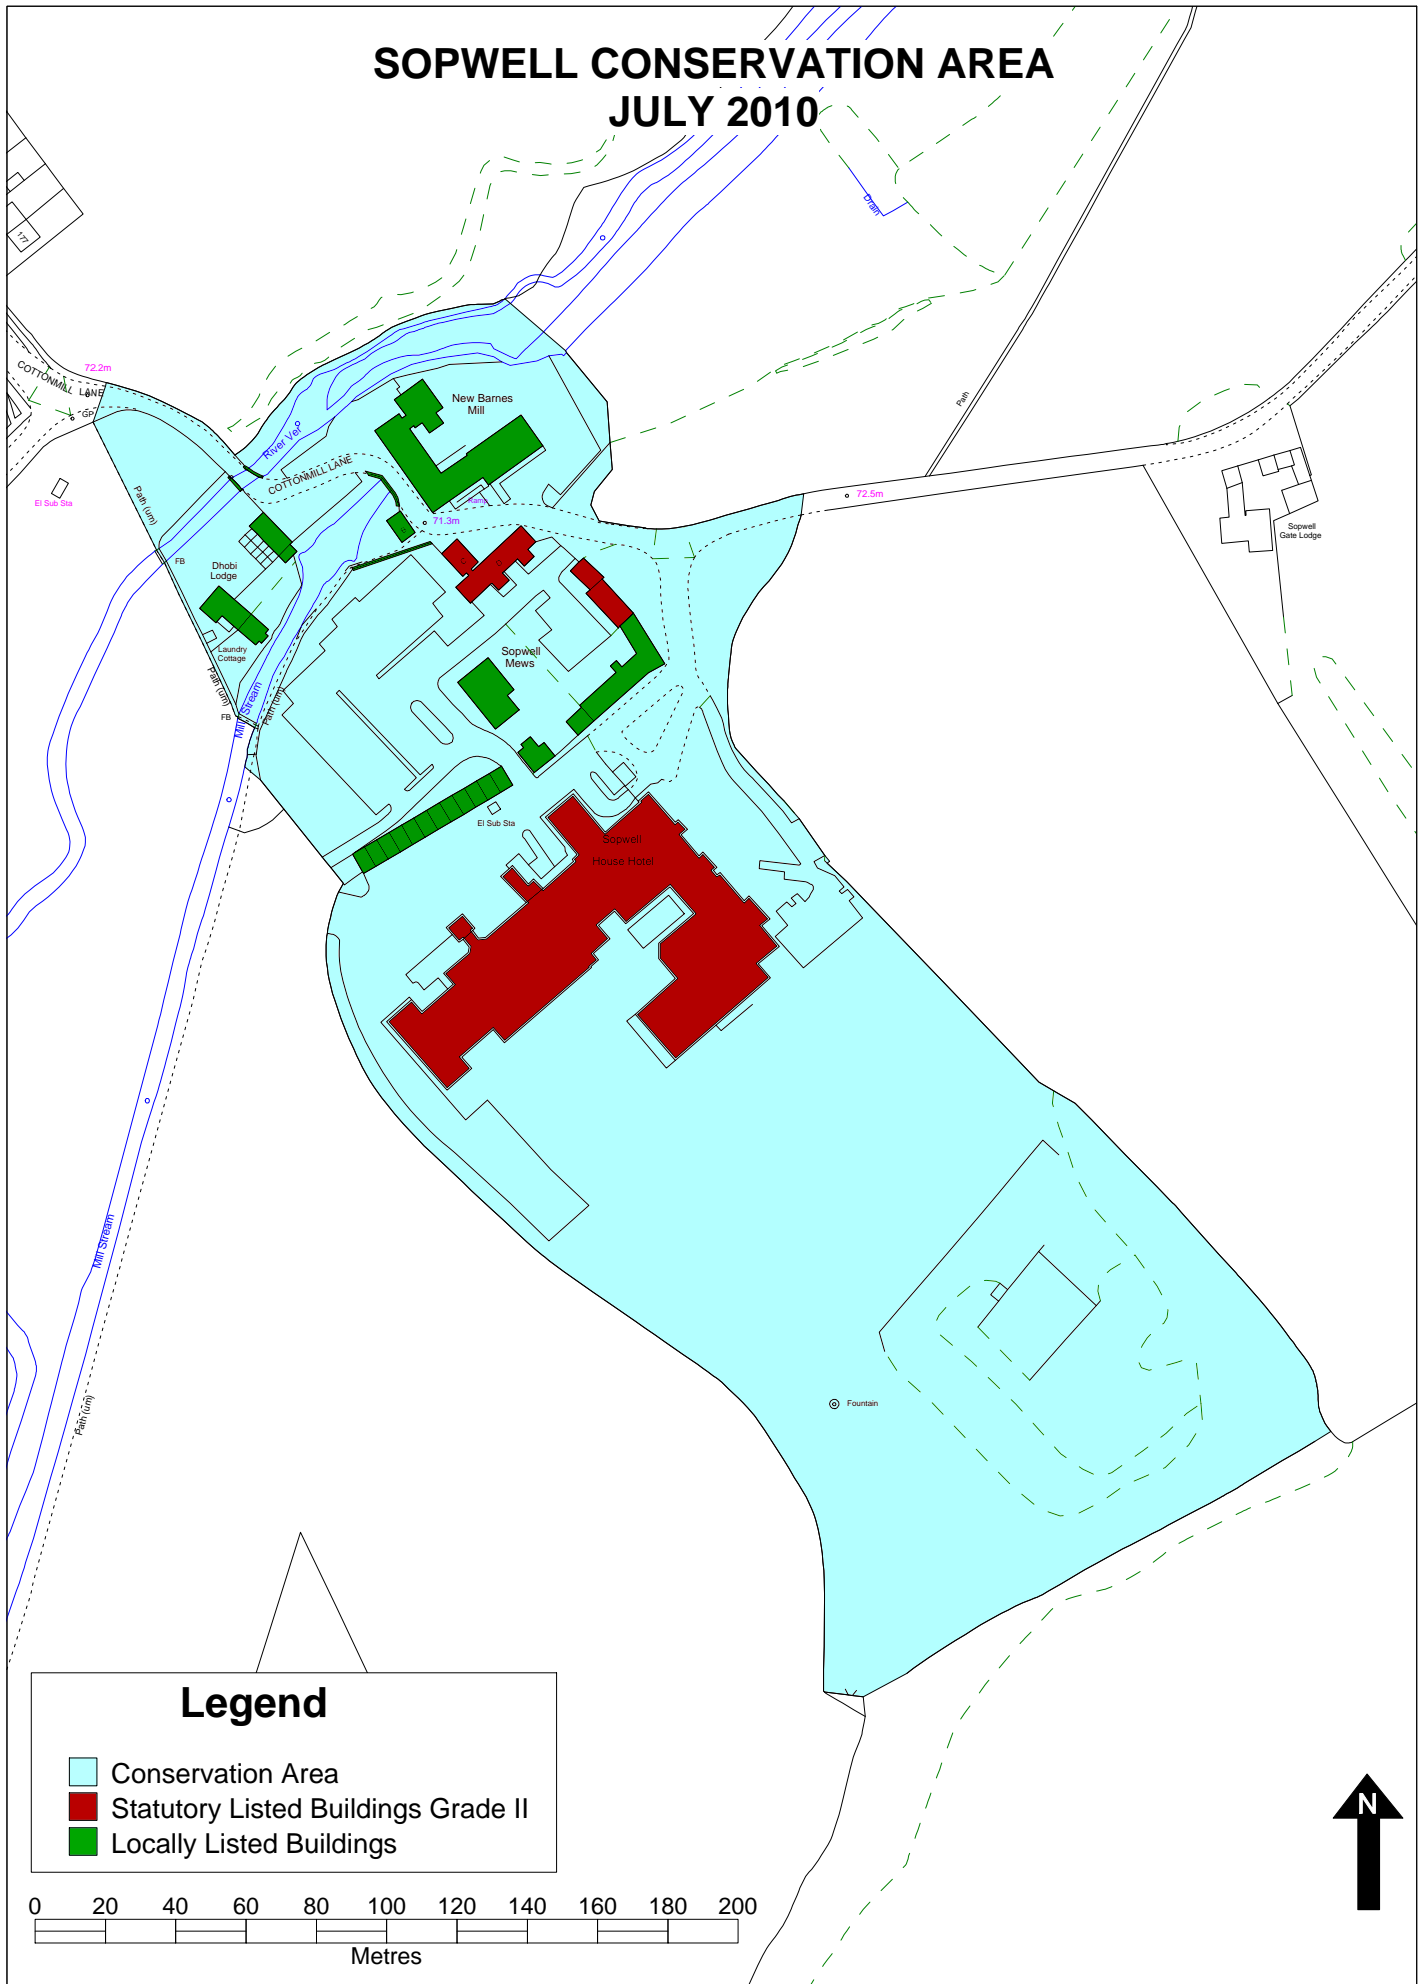 SOPWELL CONSERVATION AREA
JULY 2010
177
Drain
COTTONMILL LANE
72.2m
GP
El Sub Sta
Path (um)
River Ver
COTTONMILL LANE
New Barnes
Mill
Ramp
71.3m
Path
72.5m
Sopwell
Gate Lodge
FB
Dhobi
Lodge
Laundry
Cottage
Path (um)
FB
Mill Stream
Path (um)
Sopwell
Mews
El Sub Sta
Sopwell
House Hotel
Mill Stream
Path (um)
Fountain
Legend
Conservation Area
Statutory Listed Buildings Grade II
Locally Listed Buildings
0 20 40 60 80 100 120 140 160 180 200
Metres
N